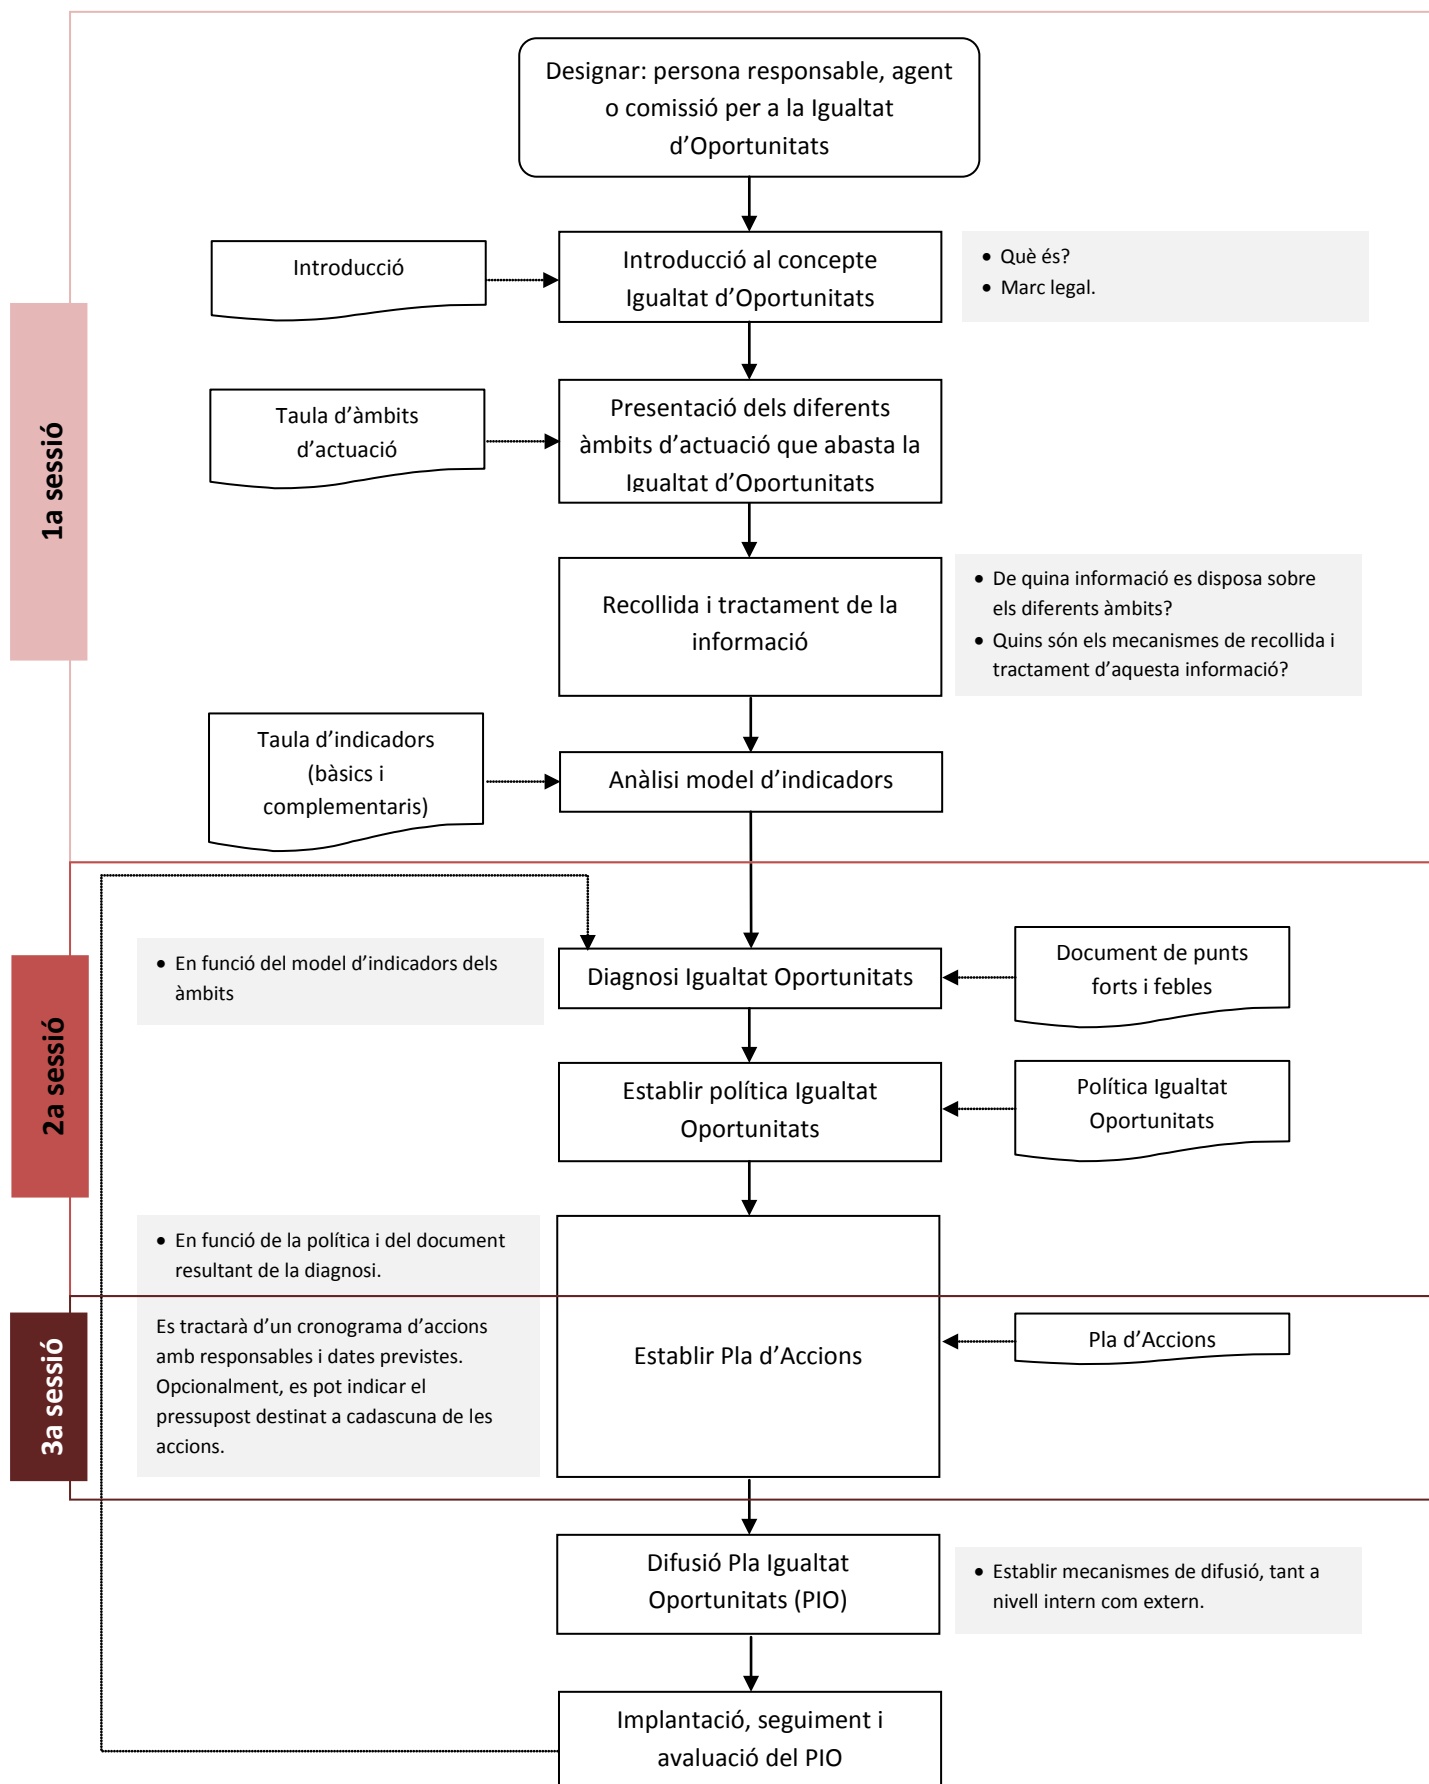 Designar: persona responsable, agent
o comissió per a la Igualtat
d’Oportunitats
Introducció
Introducció al concepte
Igualtat d’Oportunitats
• Què és?
• Marc legal.
1a sessió
Taula d’àmbits
d’actuació
Presentació dels diferents
àmbits d’actuació que abasta la
Igualtat d’Oportunitats
Recollida i tractament de la
informació
• De quina informació es disposa sobre
els diferents àmbits?
• Quins són els mecanismes de recollida i
tractament d’aquesta informació?
Taula d’indicadors
(bàsics i
complementaris)
Anàlisi model d’indicadors
2a sessió
• En funció del model d’indicadors dels
àmbits
Diagnosi Igualtat Oportunitats
Document de punts
forts i febles
Establir política Igualtat
Oportunitats
Política Igualtat
Oportunitats
• En funció de la política i del document
resultant de la diagnosi.
3a sessió
Es tractarà d’un cronograma d’accions
amb responsables i dates previstes.
Opcionalment, es pot indicar el
pressupost destinat a cadascuna de les
accions.
Establir Pla d’Accions
Pla d’Accions
Difusió Pla Igualtat
Oportunitats (PIO)
• Establir mecanismes de difusió, tant a
nivell intern com extern.
Implantació, seguiment i
avaluació del PIO